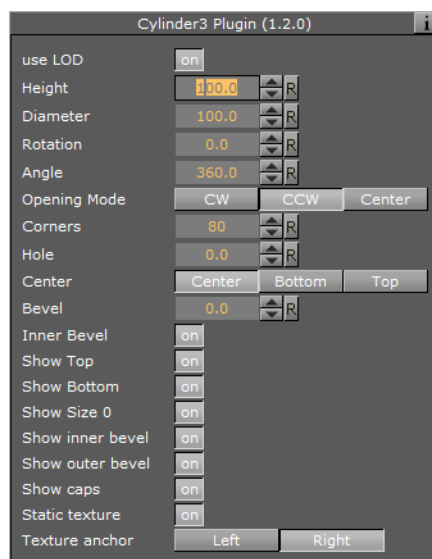 Cylinder3 Plugin (1.2.0) i
use LOD on
Height 100.0 R
Diameter 100.0 R
Rotation 0.0 R
Angle 360.0 R
Opening Mode CW CCW Center
Corners 80 R
Hole 0.0 R
Center Center Bottom Top
Bevel 0.0 R
Inner Bevel on
Show Top on
Show Bottom on
Show Size 0 on
Show inner bevel on
Show outer bevel on
Show caps on
Static texture on
Texture anchor Left Right